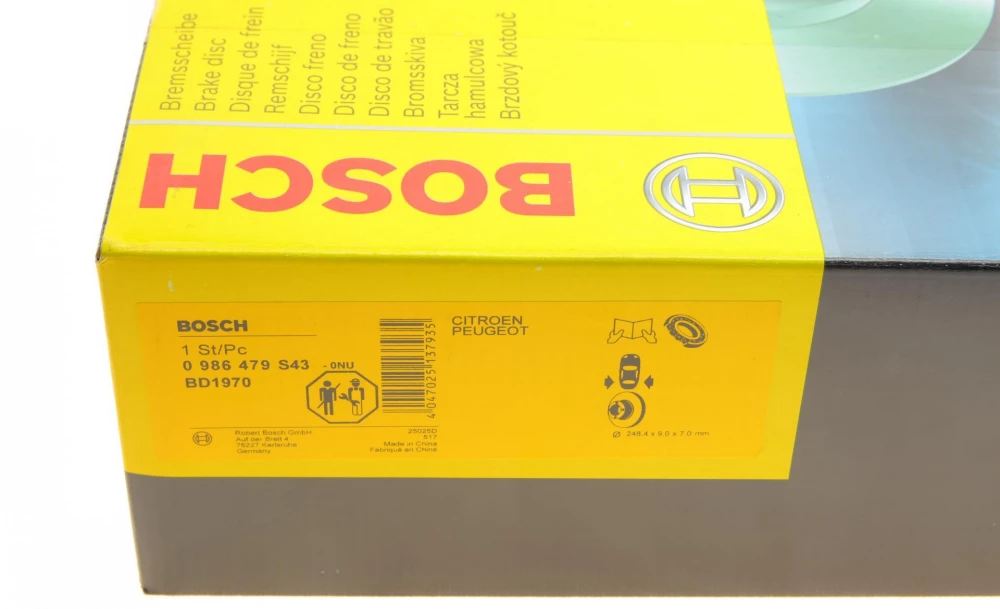 Bremsscheibe
Brake disc
Disque de frein
Remschijf
Disco freno
Disco de freno
Disco de travão
Bromsskiva
Tarcza
hamulcowa
Brzdový kotouč
BOSCH
BOSCH
1 St/Pc
0 986 479 S43 - 0NU
BD1970
4 047025 137935
CITROEN
PEUGEOT
Robert Bosch GmbH
Auf der Breit 4
76227 Karlsruhe
Germany
25025D
517
Made in China
Fabriqué en Chine
Ø 248.4 x 9.0 x 7.0 mm